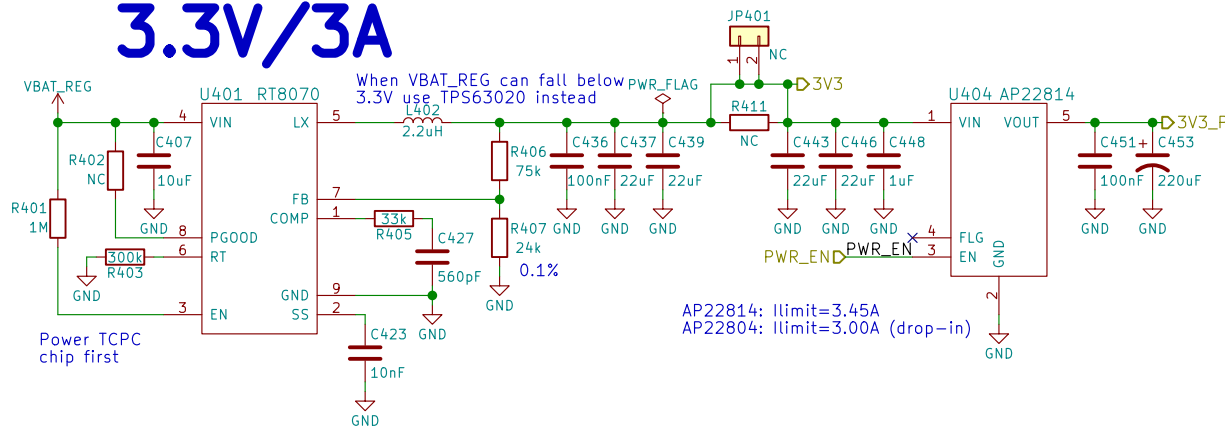 3.3V/3A
JP401
1
2
NC
VBAT_REG
When VBAT_REG can fall below
3.3V use TPS63020 instead
PWR_FLAG
3V3
U401 RT8070
L402
2.2uH
R411
NC
U404 AP22814
4
VIN
LX
5
1
VIN
VOUT
5
3V3_P
C407
10uF
R402
NC
R406
75k
C436
100nF
C437
22uF
C439
22uF
C443
22uF
C446
22uF
C448
1uF
C451
100nF
C453
220uF
+
GND
GND
GND
GND
GND
GND
GND
GND
GND
R401
1M
FB
7
COMP
1
33k
R405
R407
24k
0.1%
C427
560pF
8
PGOOD
6
RT
300k
R403
GND
PWR_EN
PWR_EN
4
FLG
3
EN
GND
2
GND
GND
9
GND
GND
3
EN
SS
2
C423
10nF
GND
AP22814: Ilimit=3.45A
AP22804: Ilimit=3.00A (drop-in)
Power TCPC
chip first